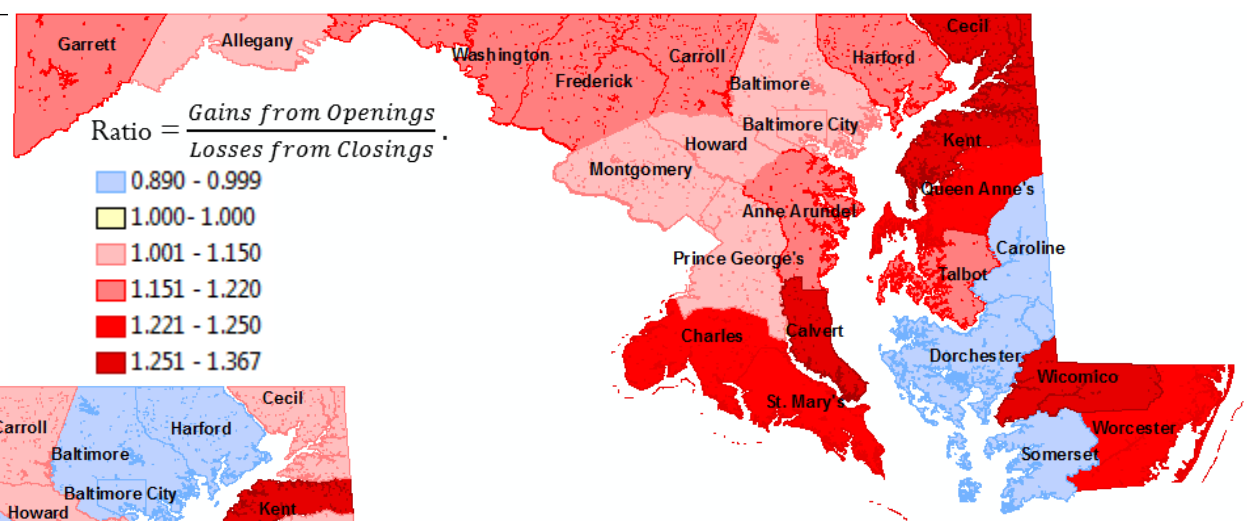 Cecil
Garrett
Allegany
Washington
Carroll
Harford
Frederick
Baltimore
Ratio = Gains from Openings / Losses from Closings.
Baltimore City
Howard
Kent
Montgomery
0.890 - 0.999
Queen Anne's
1.000- 1.000
Anne Arundel
1.001 - 1.150
Caroline
Prince George's
Talbot
1.151 - 1.220
1.221 - 1.250
Charles
Calvert
1.251 - 1.367
Dorchester
Wicomico
St. Mary's
Worcester
Somerset
Cecil
Carroll
Harford
Baltimore
Baltimore City
Howard
Kent